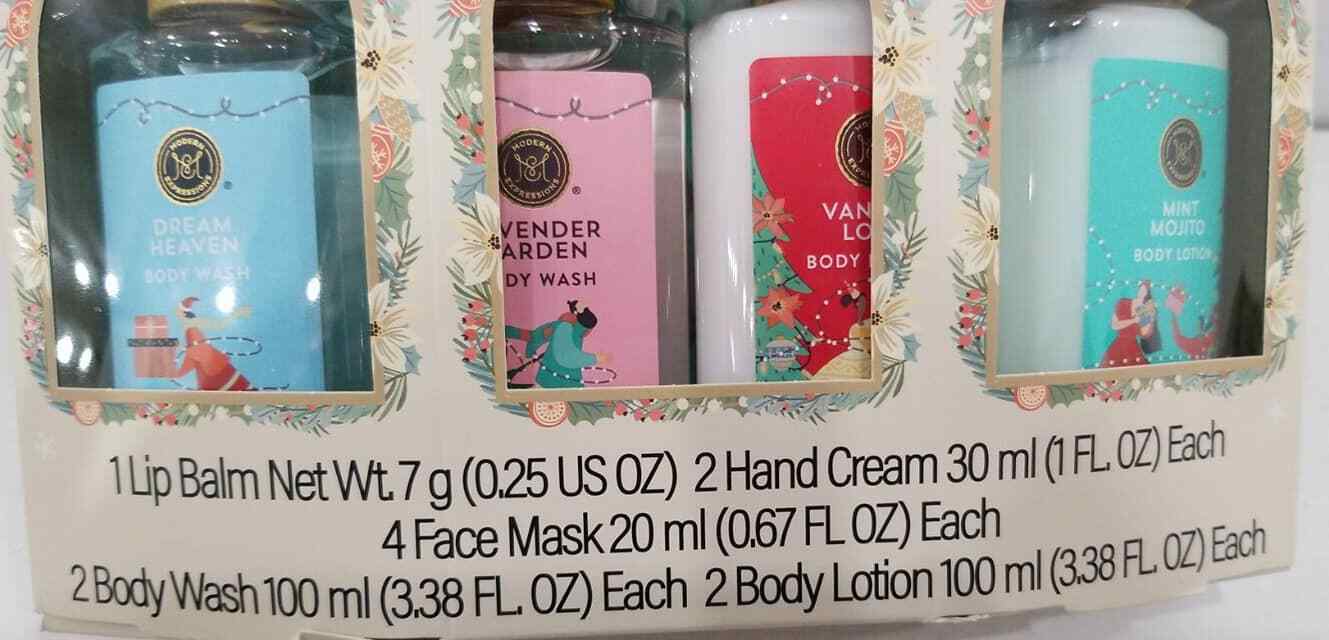 MODERN
EXPRESSIONS
®
DREAM
HEAVEN
BODY WASH
MODERN
EXPRESSIONS
®
VENDER
ARDEN
DY WASH
VAN
LO
BODY
MODERN
EXPRESSIONS
MINT
MOJITO
BODY LOTION
1 Lip Balm Net Wt. 7 g (0.25 US OZ) 2 Hand Cream 30 ml (1 FL. OZ) Each
4 Face Mask 20 ml (0.67 FL OZ) Each
2 Body Wash 100 ml (3.38 FL. OZ) Each 2 Body Lotion 100 ml (3.38 FL. OZ) Each